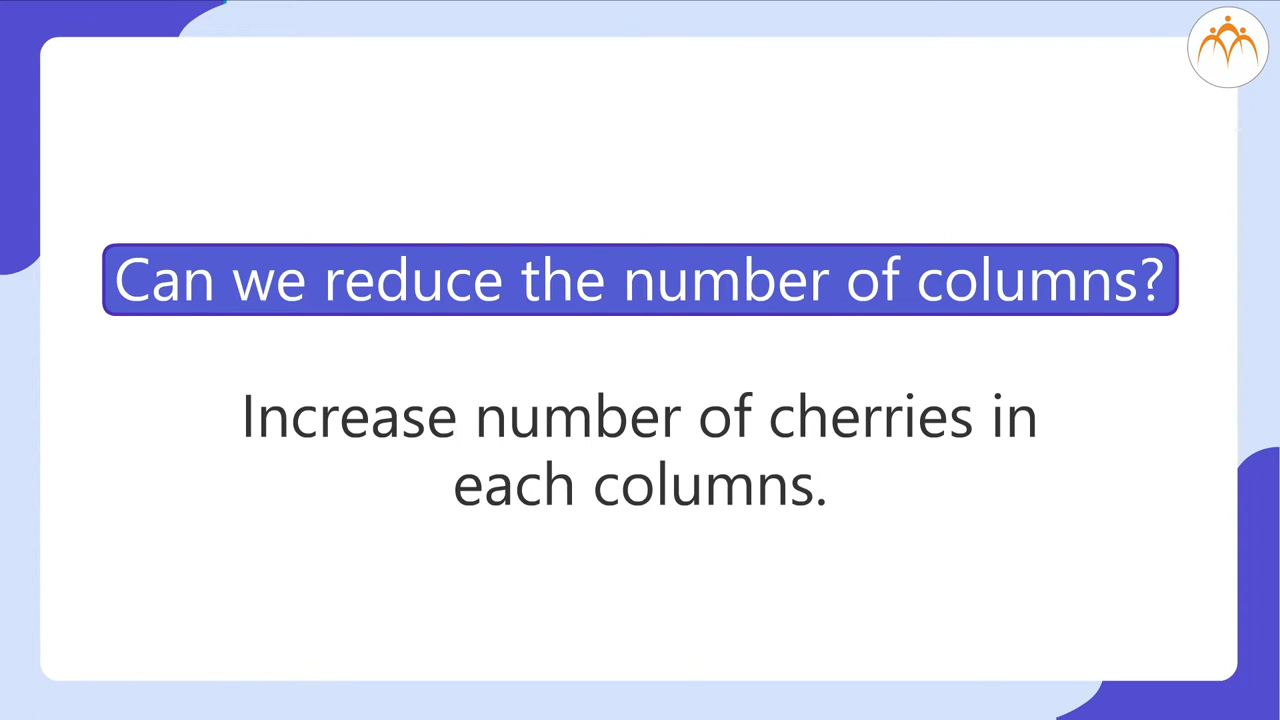 Can we reduce the number of columns?
Increase number of cherries in
each columns.